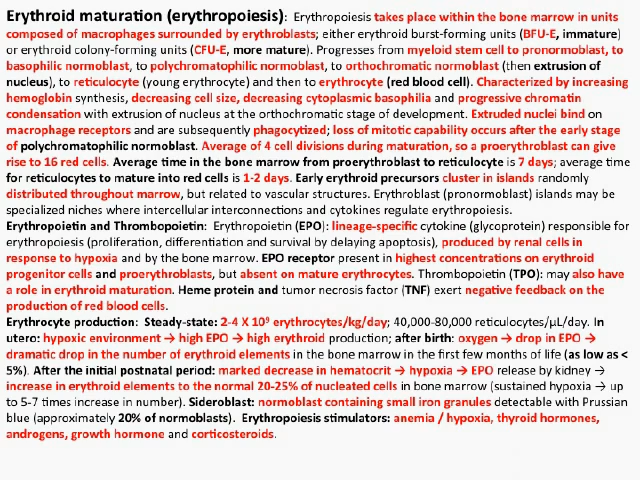 Erythroid maturation (erythropoiesis): Erythropoiesis takes place within the bone marrow in units
composed of macrophages surrounded by erythroblasts; either erythroid burst-forming units (BFU-E, immature)
or erythroid colony-forming units (CFU-E, more mature). Progresses from myeloid stem cell to pronormoblast, to
basophilic normoblast, to polychromatophilic normoblast, to orthochromatic normoblast (then extrusion of
nucleus), to reticulocyte (young erythrocyte) and then to erythrocyte (red blood cell). Characterized by increasing
hemoglobin synthesis, decreasing cell size, decreasing cytoplasmic basophilia and progressive chromatin
condensation with extrusion of nucleus at the orthochromatic stage of development. Extruded nuclei bind on
macrophage receptors and are subsequently phagocytized; loss of mitotic capability occurs after the early stage
of polychromatophilic normoblast. Average of 4 cell divisions during maturation, so a proerythroblast can give
rise to 16 red cells. Average time in the bone marrow from proerythroblast to reticulocyte is 7 days; average time
for reticulocytes to mature into red cells is 1-2 days. Early erythroid precursors cluster in islands randomly
distributed throughout marrow, but related to vascular structures. Erythroblast (pronormoblast) islands may be
specialized niches where intercellular interconnections and cytokines regulate erythropoiesis.
Erythropoietin and Thrombopoietin: Erythropoietin (EPO): lineage-specific cytokine (glycoprotein) responsible for
erythropoiesis (proliferation, differentiation and survival by delaying apoptosis), produced by renal cells in
response to hypoxia and by the bone marrow. EPO receptor present in highest concentrations on erythroid
progenitor cells and proerythroblasts, but absent on mature erythrocytes. Thrombopoietin (TPO): may also have
a role in erythroid maturation. Heme protein and tumor necrosis factor (TNF) exert negative feedback on the
production of red blood cells.
Erythrocyte production: Steady-state: 2-4 X 10⁹ erythrocytes/kg/day; 40,000-80,000 reticulocytes/µL/day. In
utero: hypoxic environment → high EPO → high erythroid production; after birth: oxygen → drop in EPO →
dramatic drop in the number of erythroid elements in the bone marrow in the first few months of life (as low as <
5%). After the initial postnatal period: marked decrease in hematocrit → hypoxia → EPO release by kidney →
increase in erythroid elements to the normal 20-25% of nucleated cells in bone marrow (sustained hypoxia → up
to 5-7 times increase in number). Sideroblast: normoblast containing small iron granules detectable with Prussian
blue (approximately 20% of normoblasts). Erythropoiesis stimulators: anemia / hypoxia, thyroid hormones,
androgens, growth hormone and corticosteroids.